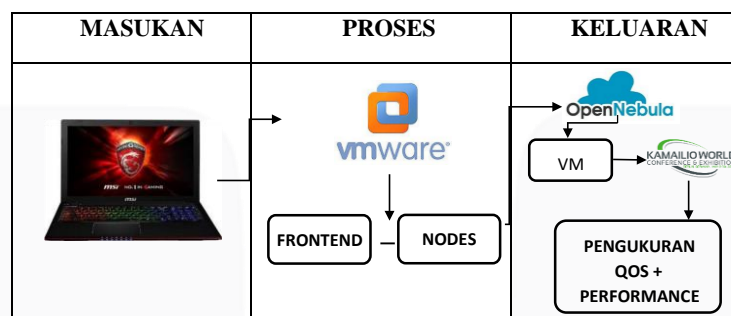 MASUKAN
PROSES
KELUARAN
msi
vmware
FRONTEND
NODES
OpenNebula
VM
KAMAILIO WORLD
CONFERENCE & EXHIBITION
PENGUKURAN
QOS +
PERFORMANCE